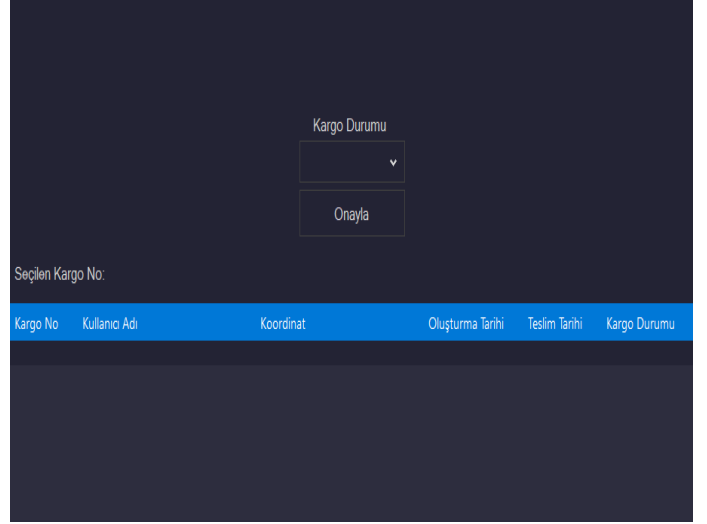 Kargo Durumu
Onayla
Seçilen Kargo No:
Kargo No Kullanıcı Adı Koordinat Oluşturma Tarihi Teslim Tarihi Kargo Durumu